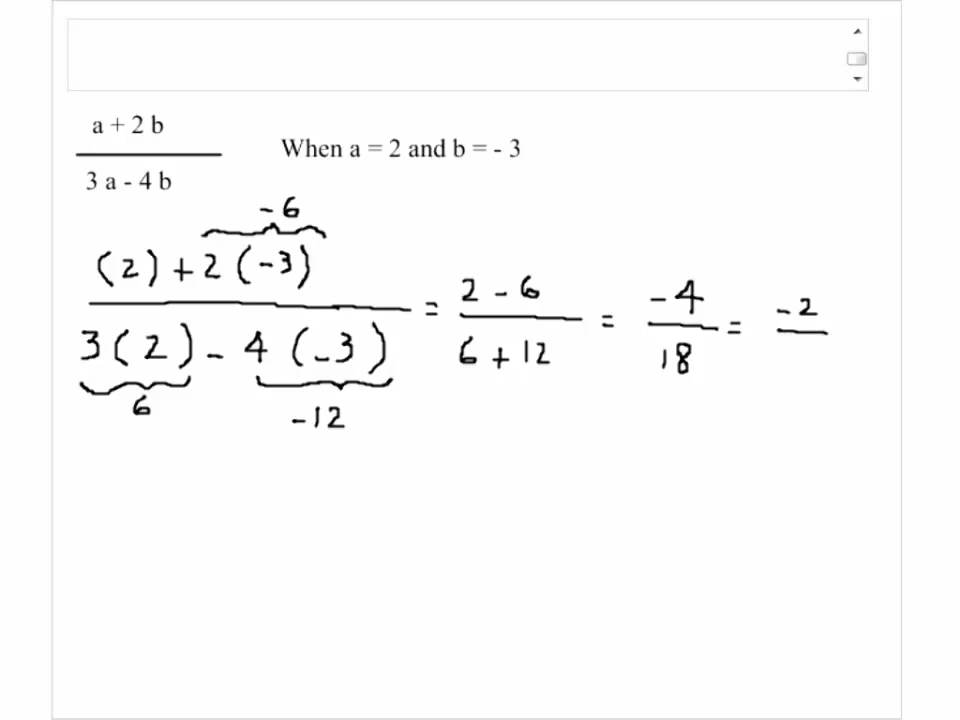 a + 2 b
When a = 2 and b = - 3
3 a - 4 b
-6
(2) + 2 (-3)
3 (2) - 4 (-3)
6
-12
= 2 - 6
6 + 12
= -4
18
= -2